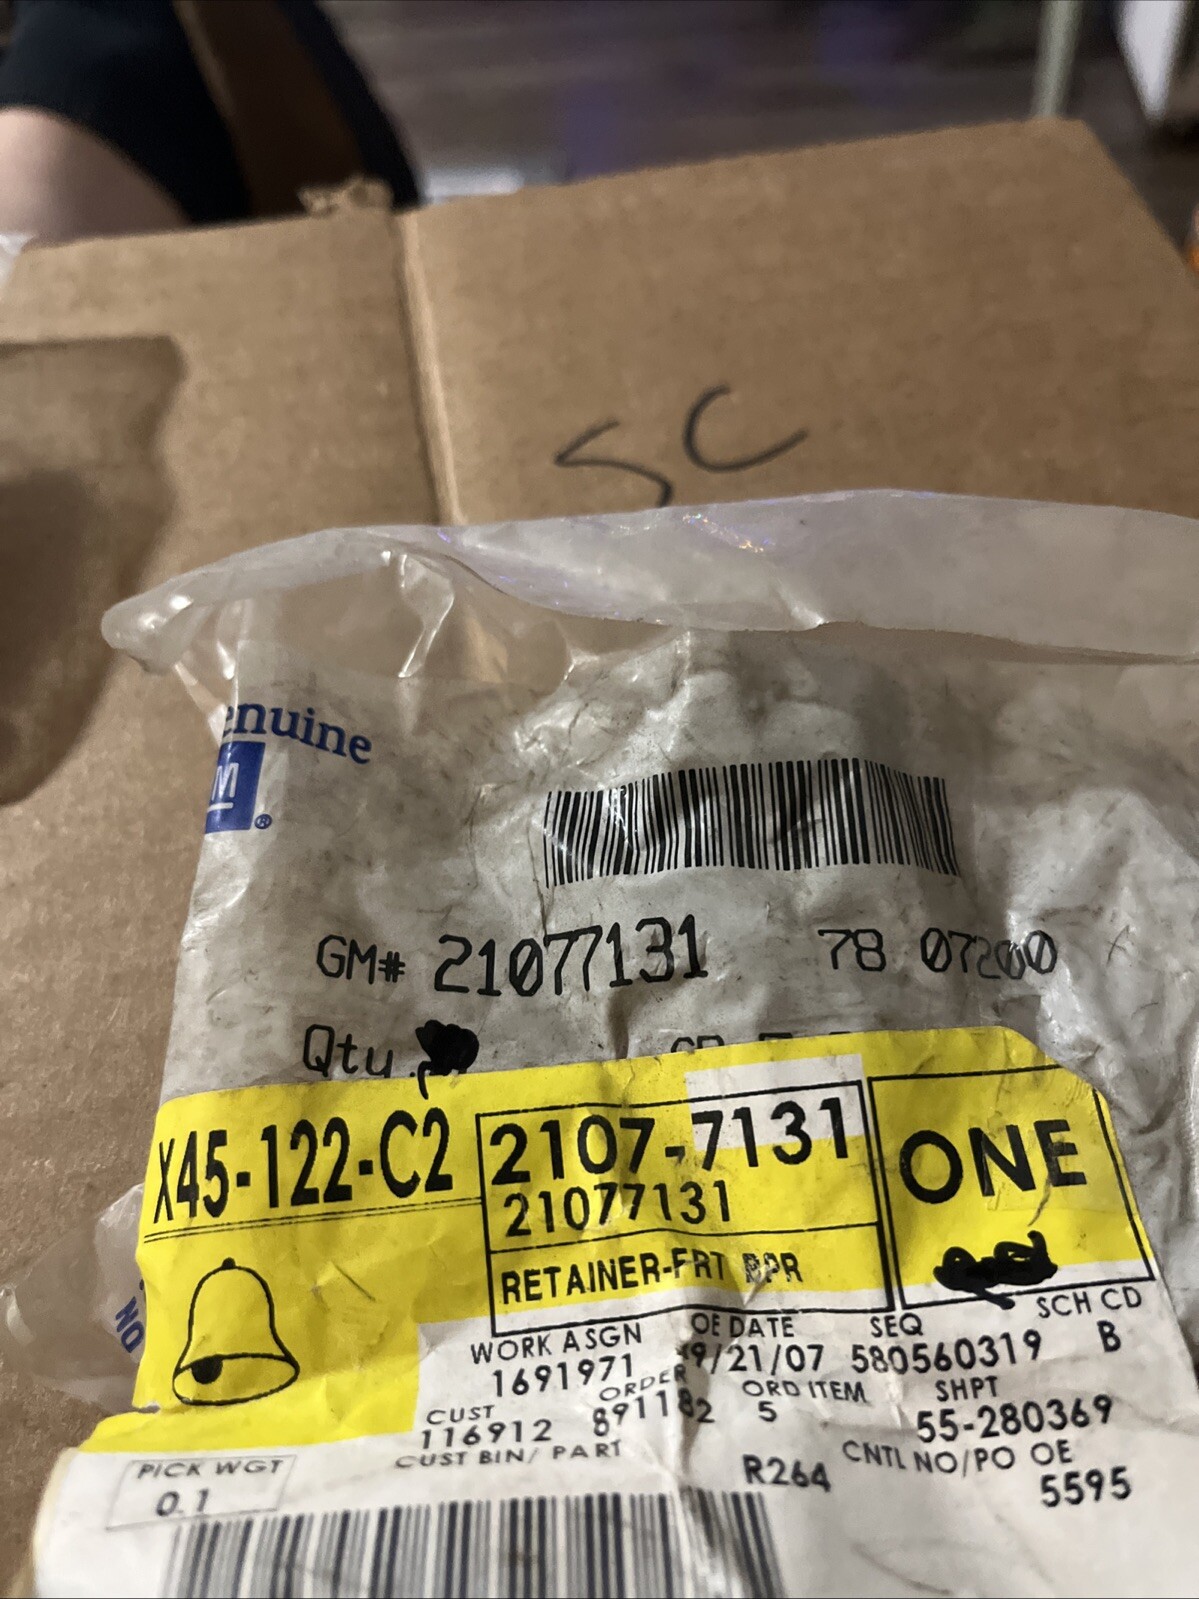 SC
enuine
M
®
GM# 21077131 78 07200
Qty
X45-122-C2
2107-7131
21077131
RETAINER-FRT RPR
ONE
SCH CD
B
WORK ASGN
1691971
OE DATE
9/21/07
SEQ
580560319
ORDER
891182
ORD ITEM
5
SHPT
55-280369
CUST
116912
CUST BIN/ PART
R264
CNTL NO/PO OE
5595
PICK WGT
0.1
NO